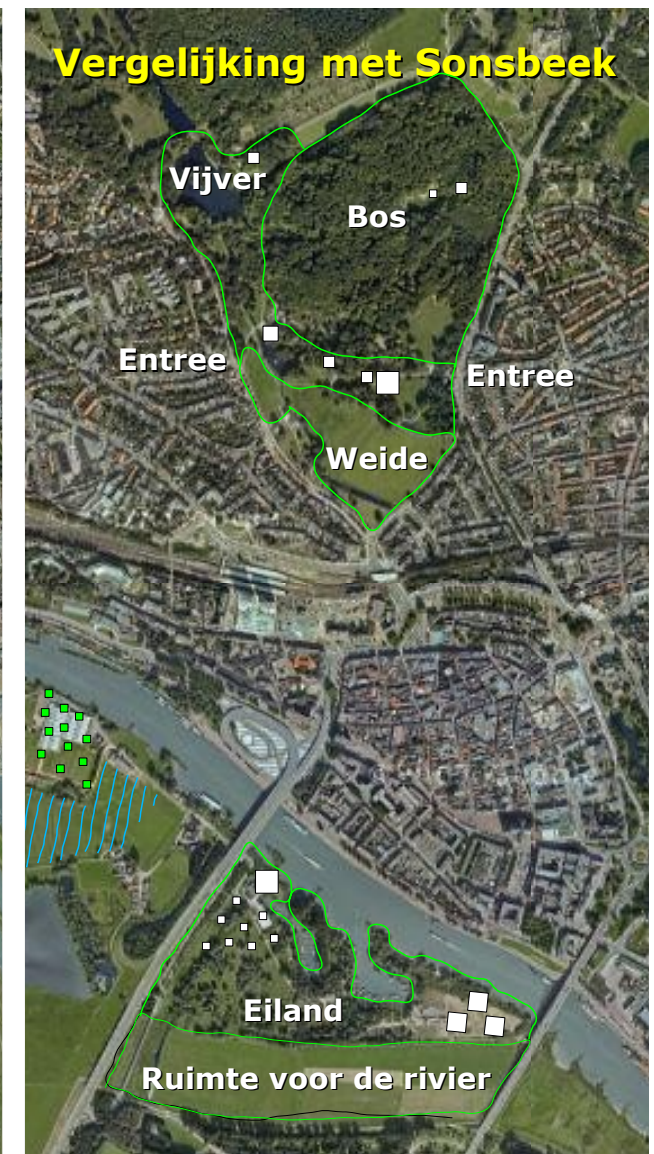 Vergelijking met Sonsbeek
Vijver
Bos
Entree
Entree
Weide
Eiland
Ruimte voor de rivier